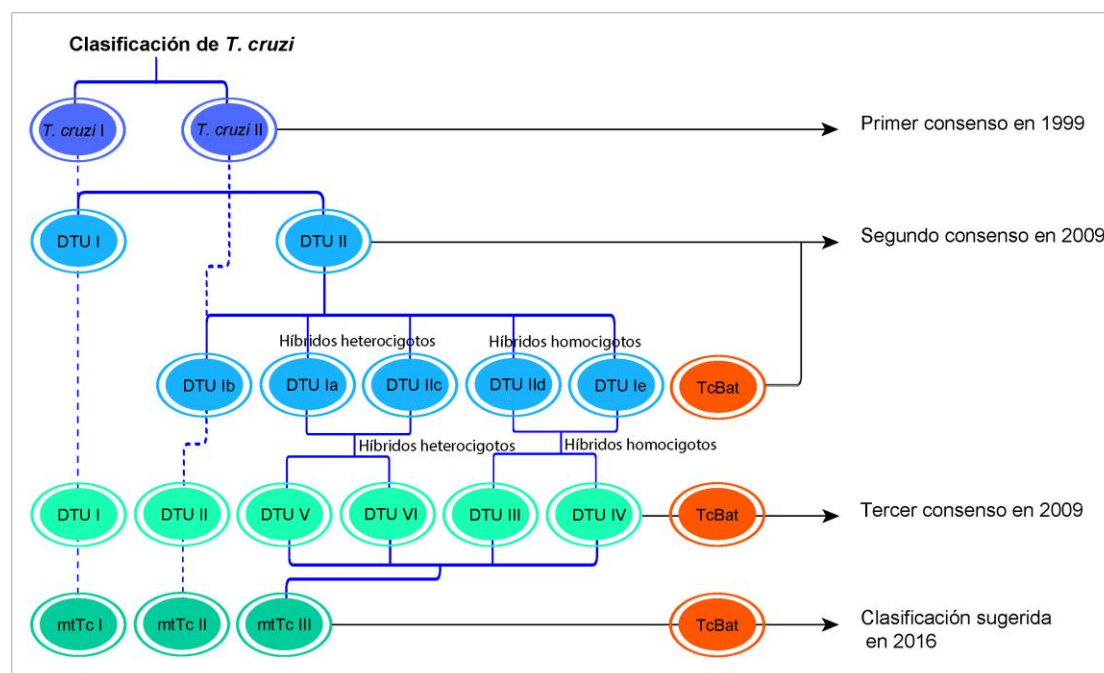 Clasificación de T. cruzi
T. cruzi I
T. cruzi II
Primer consenso en 1999
DTU I
DTU II
Segundo consenso en 2009
Híbridos heterocigotos
Híbridos homocigotos
DTU Ib
DTU Ia
DTU IIc
DTU IId
DTU Ie
TcBat
Híbridos heterocigotos
Híbridos homocigotos
DTU I
DTU II
DTU V
DTU VI
DTU III
DTU IV
TcBat
Tercer consenso en 2009
mtTc I
mtTc II
mtTc III
TcBat
Clasificación sugerida
en 2016